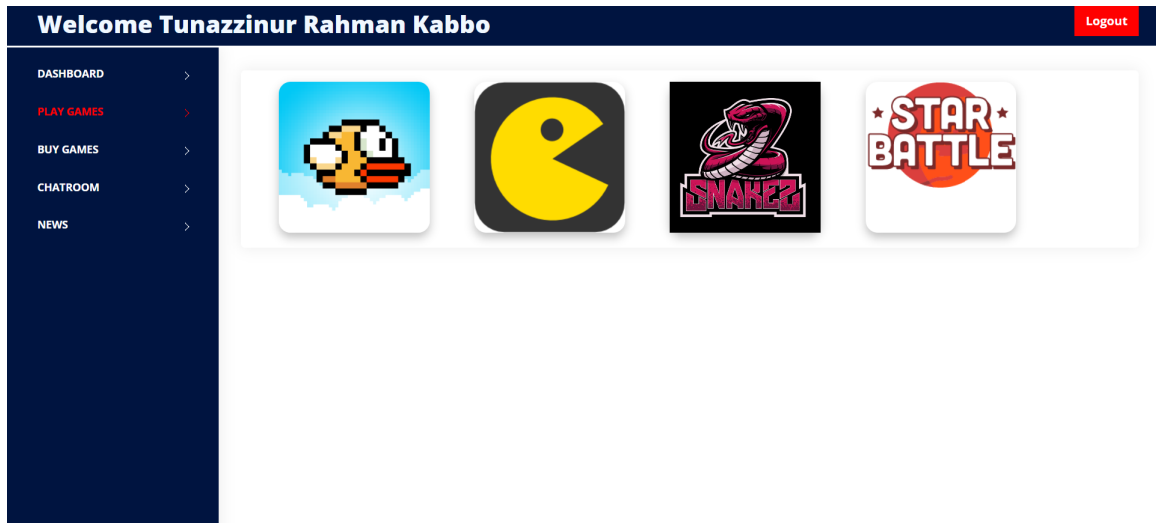 Welcome Tunazzinur Rahman Kabbo
Logout
DASHBOARD
PLAY GAMES
BUY GAMES
CHATROOM
NEWS
SNAKEZ
STAR
BATTLE